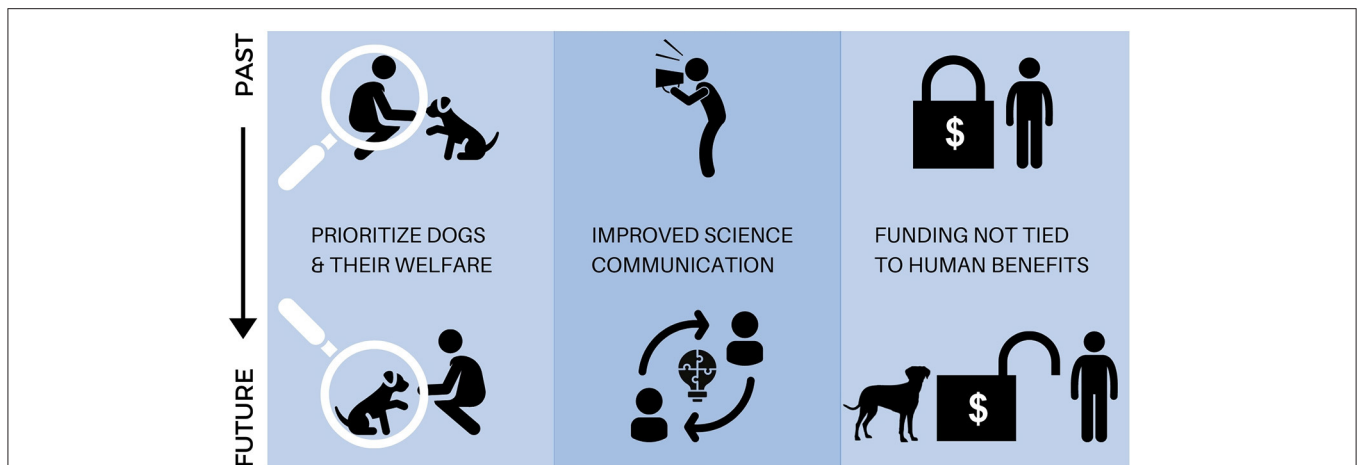 PAST
PRIORITIZE DOGS
& THEIR WELFARE
IMPROVED SCIENCE
COMMUNICATION
FUNDING NOT TIED
TO HUMAN BENEFITS
$
$
FUTURE